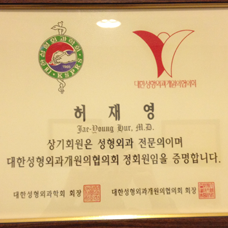 대한성형외과개원의협의회
허 재 영
Jae-Young Hur, M.D.
상기회원은 성형외과 전문의이며
대한성형외과개원의협의회 정회원임을 증명합니다.
대한성형외과학회 회장
대한성형외과개원의협의회 회장